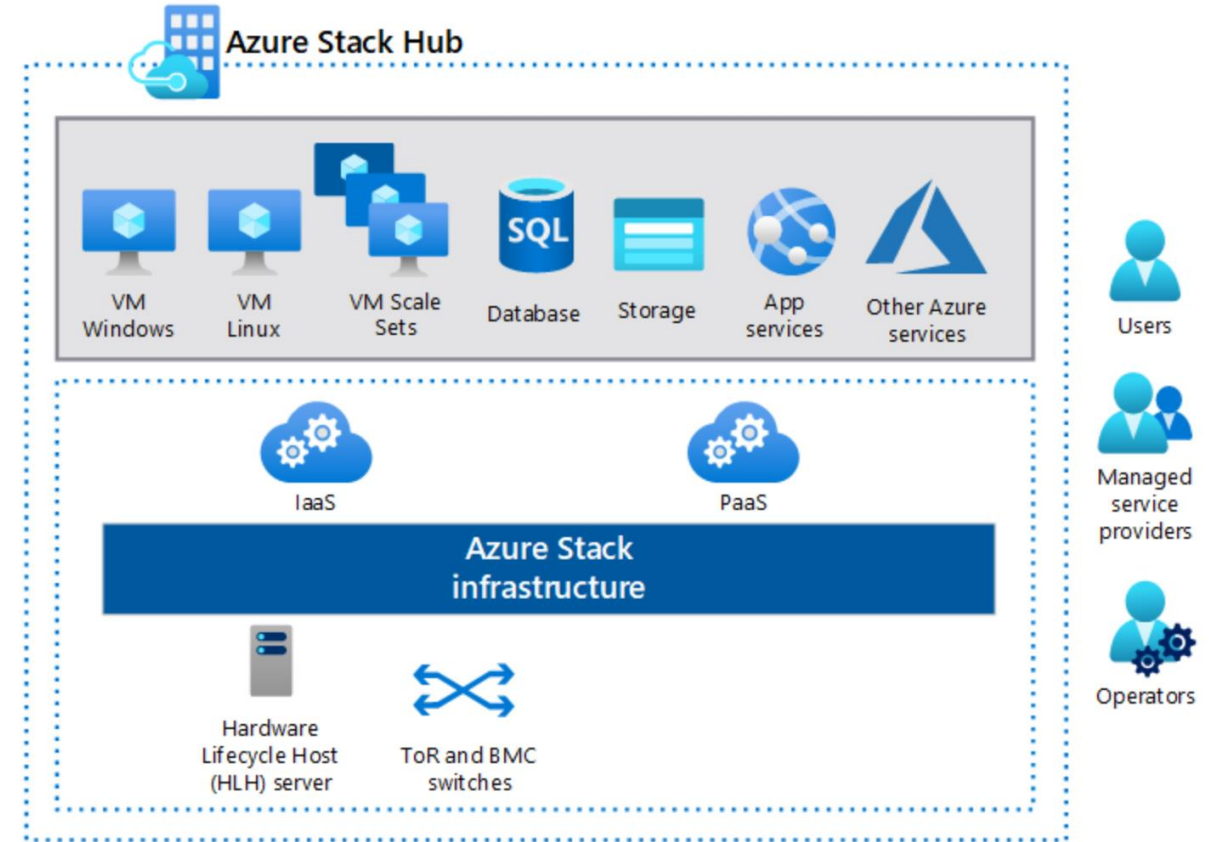 Azure Stack Hub
VM
Windows
VM
Linux
VM Scale
Sets
SQL
Database
Storage
App
services
Other Azure
services
Users
IaaS
PaaS
Managed
service
providers
Azure Stack
infrastructure
Hardware
Lifecycle Host
(HLH) server
ToR and BMC
switches
Operators